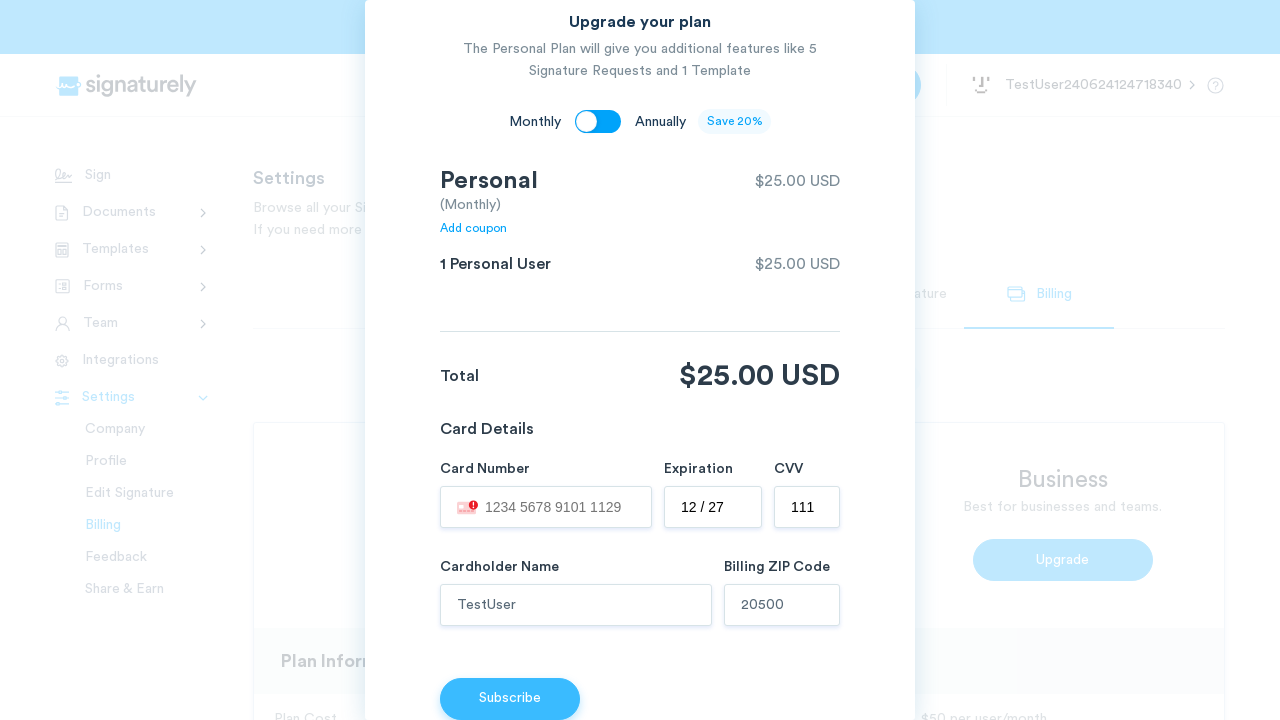 Upgrade your plan
The Personal Plan will give you additional features like 5
Signature Requests and 1 Template
signaturely
TestUser240624124718340
Monthly
Annually
Save 20%
Sign
Documents
Templates
Forms
Team
Integrations
Settings
Company
Profile
Edit Signature
Billing
Feedback
Share & Earn
Settings
Browse all your Si
If you need more
ature
Billing
Personal
$25.00 USD
(Monthly)
Add coupon
1 Personal User
$25.00 USD
Total
$25.00 USD
Card Details
Card Number
Expiration
CVV
1234 5678 9101 1129
12 / 27
111
Cardholder Name
Billing ZIP Code
TestUser
20500
Subscribe
Business
Best for businesses and teams.
Upgrade
Plan Inform
Plan Cost
$50 per user/month